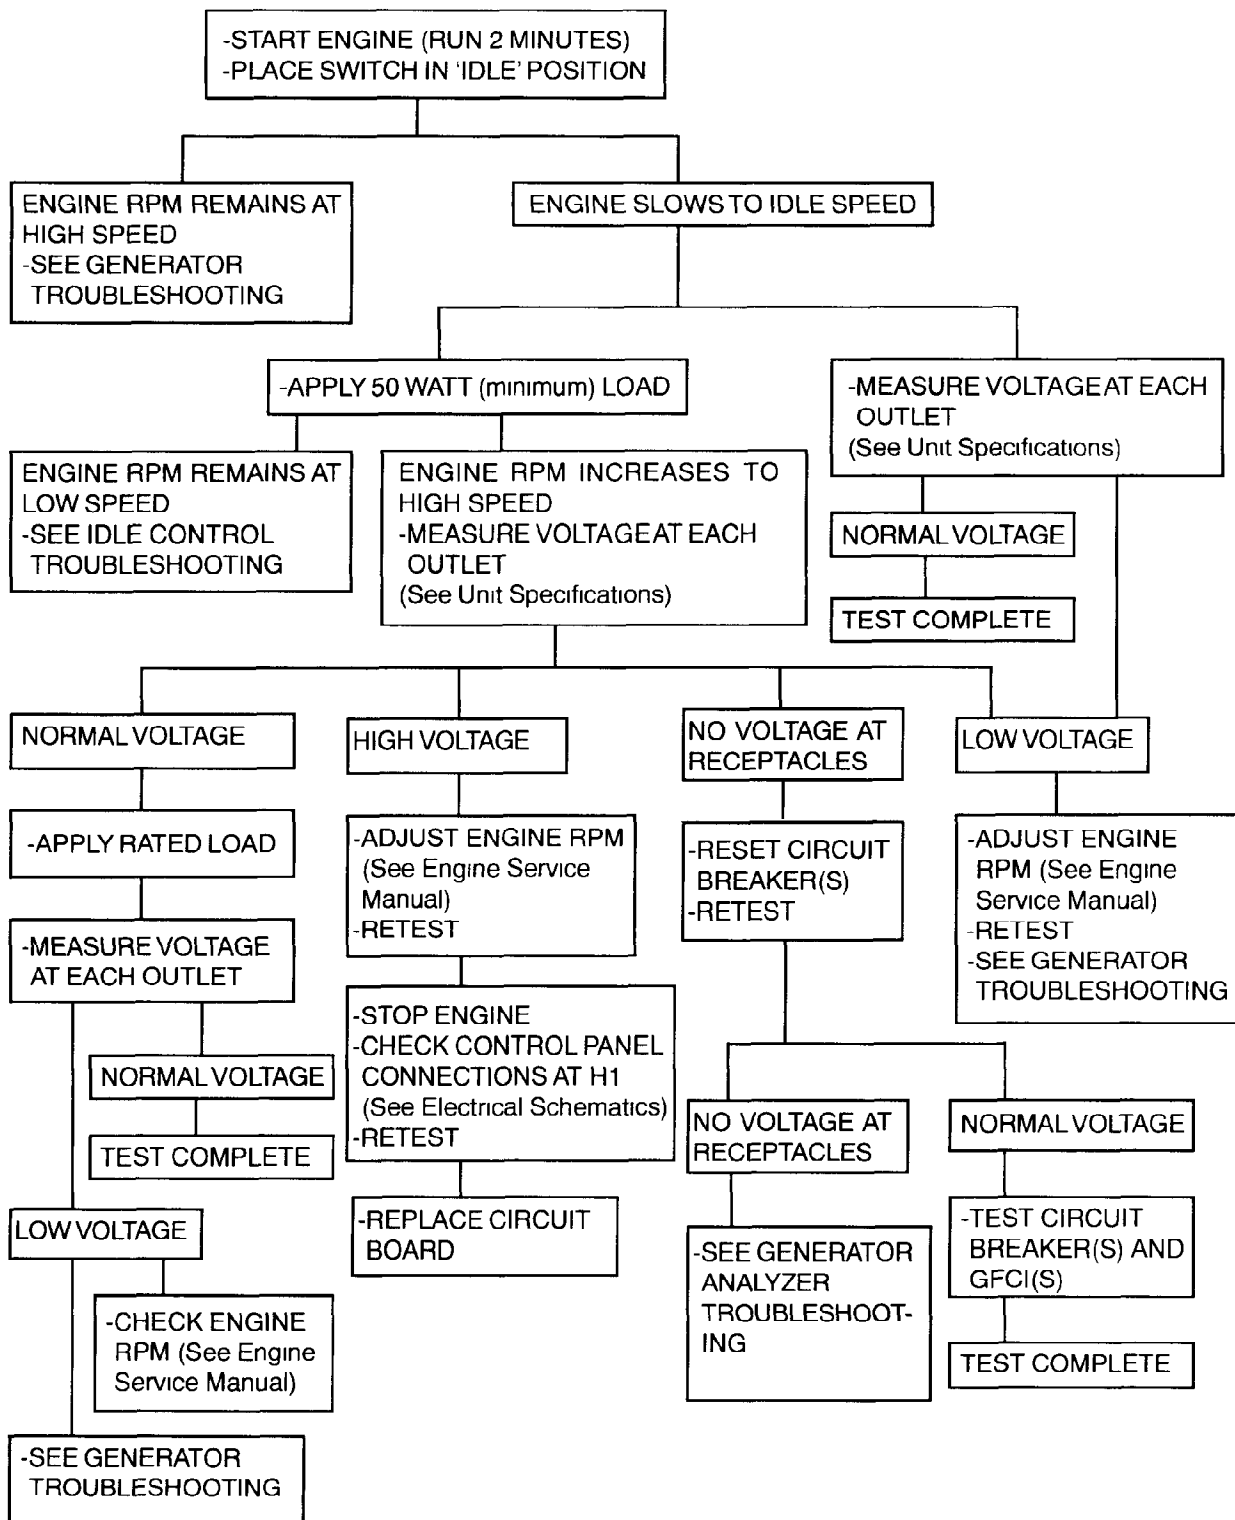 -START ENGINE (RUN 2 MINUTES)
-PLACE SWITCH IN 'IDLE' POSITION
ENGINE RPM REMAINS AT
HIGH SPEED
-SEE GENERATOR
TROUBLESHOOTING
ENGINE SLOWS TO IDLE SPEED
-APPLY 50 WATT (minimum) LOAD
-MEASURE VOLTAGE AT EACH
OUTLET
(See Unit Specifications)
ENGINE RPM REMAINS AT
LOW SPEED
-SEE IDLE CONTROL
TROUBLESHOOTING
ENGINE RPM INCREASES TO
HIGH SPEED
-MEASURE VOLTAGE AT EACH
OUTLET
(See Unit Specifications)
NORMAL VOLTAGE
TEST COMPLETE
NORMAL VOLTAGE
HIGH VOLTAGE
NO VOLTAGE AT
RECEPTACLES
LOW VOLTAGE
-APPLY RATED LOAD
-ADJUST ENGINE RPM
(See Engine Service
Manual)
-RETEST
-RESET CIRCUIT
BREAKER(S)
-RETEST
-ADJUST ENGINE
RPM (See Engine
Service Manual)
-RETEST
-SEE GENERATOR
TROUBLESHOOTING
-MEASURE VOLTAGE
AT EACH OUTLET
-STOP ENGINE
-CHECK CONTROL PANEL
CONNECTIONS AT H1
(See Electrical Schematics)
-RETEST
NORMAL VOLTAGE
TEST COMPLETE
NO VOLTAGE AT
RECEPTACLES
NORMAL VOLTAGE
LOW VOLTAGE
-REPLACE CIRCUIT
BOARD
-SEE GENERATOR
ANALYZER
TROUBLESHOOT-
ING
-TEST CIRCUIT
BREAKER(S) AND
GFCI(S)
-CHECK ENGINE
RPM (See Engine
Service Manual)
TEST COMPLETE
-SEE GENERATOR
TROUBLESHOOTING